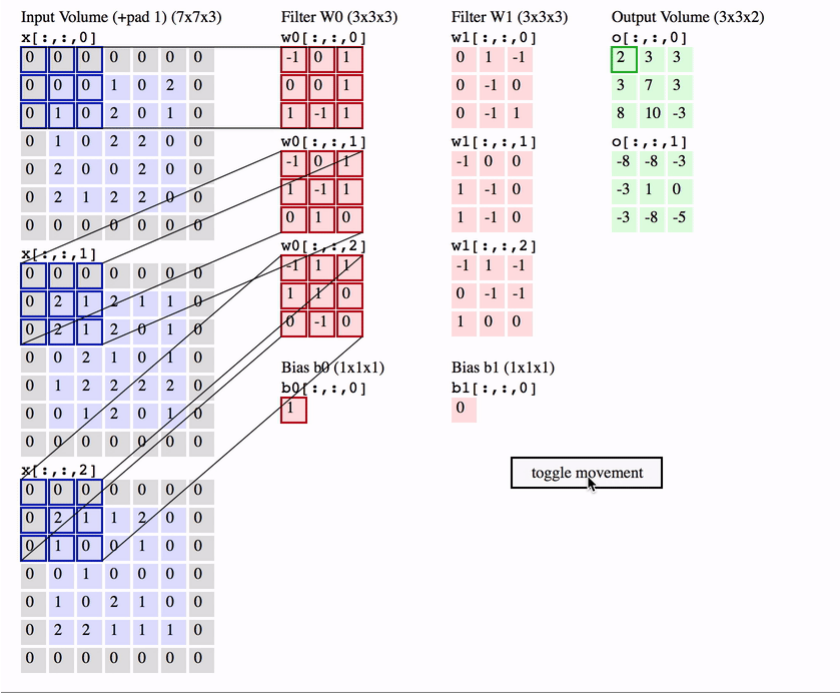 Input Volume (+pad 1) (7x7x3)
x[:,:,0]
0 0 0 0 0 0 0
0 0 0 1 0 2 0
0 1 0 2 0 1 0
0 1 0 2 2 0 0
0 2 0 0 2 0 0
0 2 1 2 2 0 0
0 0 0 0 0 0 0
x[:,:,1]
0 0 0 0 0 0 0
0 2 1 2 1 1 0
0 2 1 2 0 1 0
0 0 2 1 0 1 0
0 1 2 2 2 2 0
0 0 1 2 0 1 0
0 0 0 0 0 0 0
x[:,:,2]
0 0 0 0 0 0 0
0 2 1 1 2 0 0
0 1 0 0 1 0 0
0 0 1 0 0 0 0
0 1 0 2 1 0 0
0 2 2 1 1 1 0
0 0 0 0 0 0 0
Filter W0 (3x3x3)
w0[:,:,0]
-1 0 1
0 0 1
1 -1 1
w0[:,:,1]
-1 0 1
1 -1 1
0 1 0
w0[:,:,2]
-1 1 1
1 1 0
0 -1 0
Bias b0 (1x1x1)
b0[:,:,0]
1
Filter W1 (3x3x3)
w1[:,:,0]
0 1 -1
0 -1 0
0 -1 1
w1[:,:,1]
-1 0 0
1 -1 0
1 -1 0
w1[:,:,2]
-1 1 -1
0 -1 -1
1 0 0
Bias b1 (1x1x1)
b1[:,:,0]
0
Output Volume (3x3x2)
o[:,:,0]
2 3 3
3 7 3
8 10 -3
o[:,:,1]
-8 -8 -3
-3 1 0
-3 -8 -5
toggle movement